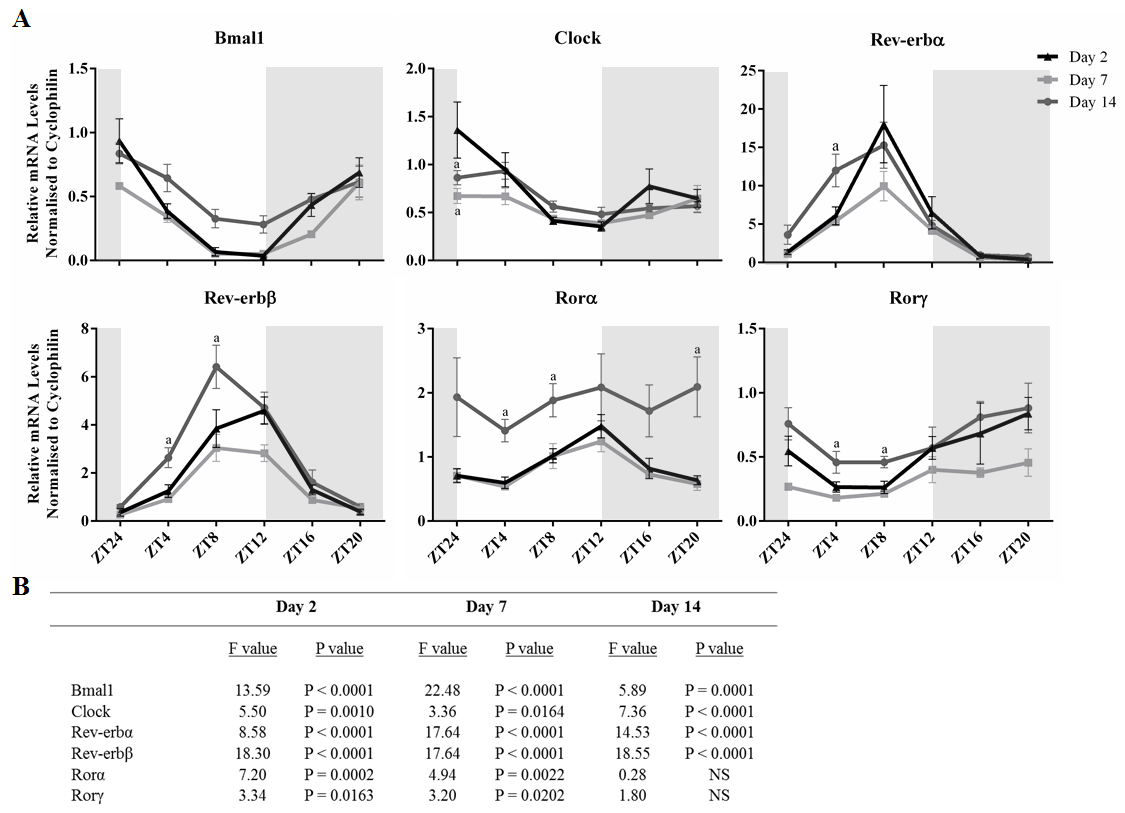 A
Bmal1
Clock
Rev-erbα
Day 2
Day 7
Day 14
Relative mRNA Levels
Normalised to Cyclophilin
1.5
1.0
0.5
0.0
2.0
1.5
1.0
0.5
0.0
a
a
25
20
15
10
5
0
a
Rev-erbβ
Rorα
Rorγ
Relative mRNA Levels
Normalised to Cyclophilin
8
6
4
2
0
a
a
3
2
1
0
a
a
a
1.5
1.0
0.5
0.0
a
a
ZT24 ZT4 ZT8 ZT12 ZT16 ZT20
ZT24 ZT4 ZT8 ZT12 ZT16 ZT20
ZT24 ZT4 ZT8 ZT12 ZT16 ZT20
B
Day 2 Day 7 Day 14
F value P value F value P value F value P value
Bmal1 13.59 P < 0.0001 22.48 P < 0.0001 5.89 P = 0.0001
Clock 5.50 P = 0.0010 3.36 P = 0.0164 7.36 P < 0.0001
Rev-erbα 8.58 P < 0.0001 17.64 P < 0.0001 14.53 P < 0.0001
Rev-erbβ 18.30 P < 0.0001 17.64 P < 0.0001 18.55 P < 0.0001
Rorα 7.20 P = 0.0002 4.94 P = 0.0022 0.28 NS
Rorγ 3.34 P = 0.0163 3.20 P = 0.0202 1.80 NS